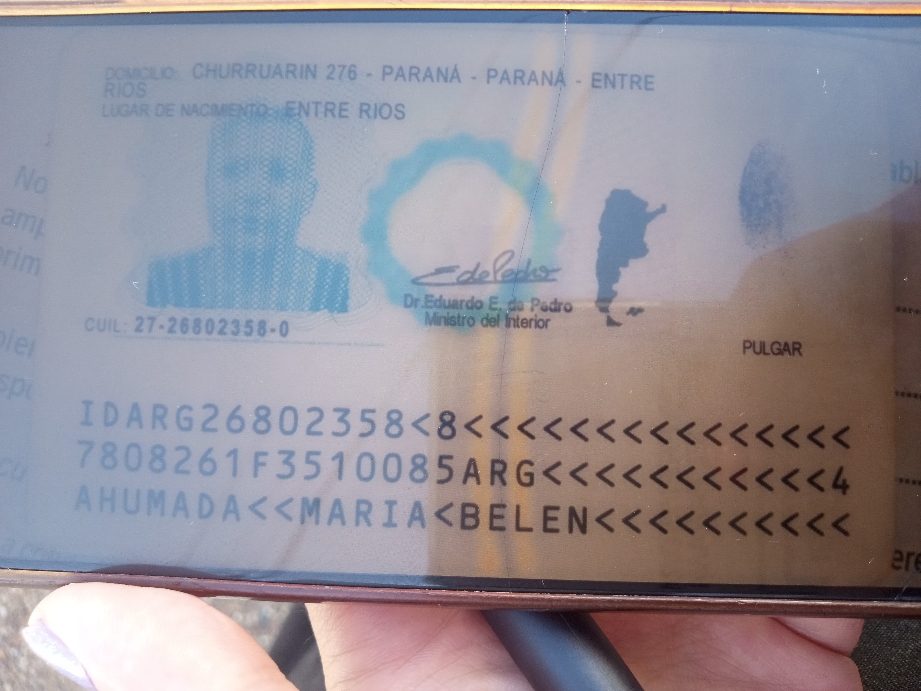 DOMICILIO: CHURRUARIN 276 - PARANÁ - PARANÁ - ENTRE
RIOS
LUGAR DE NACIMIENTO: ENTRE RIOS
EdePedro
Dr. Eduardo E. de Pedro
Ministro del Interior
CUIL: 27-26802358-0
PULGAR
IDARG26802358<8<<<<<<<<<<<<<<<
7808261F3510085ARG<<<<<<<<<<<4
AHUMADA<<MARIA<BELEN<<<<<<<<<<